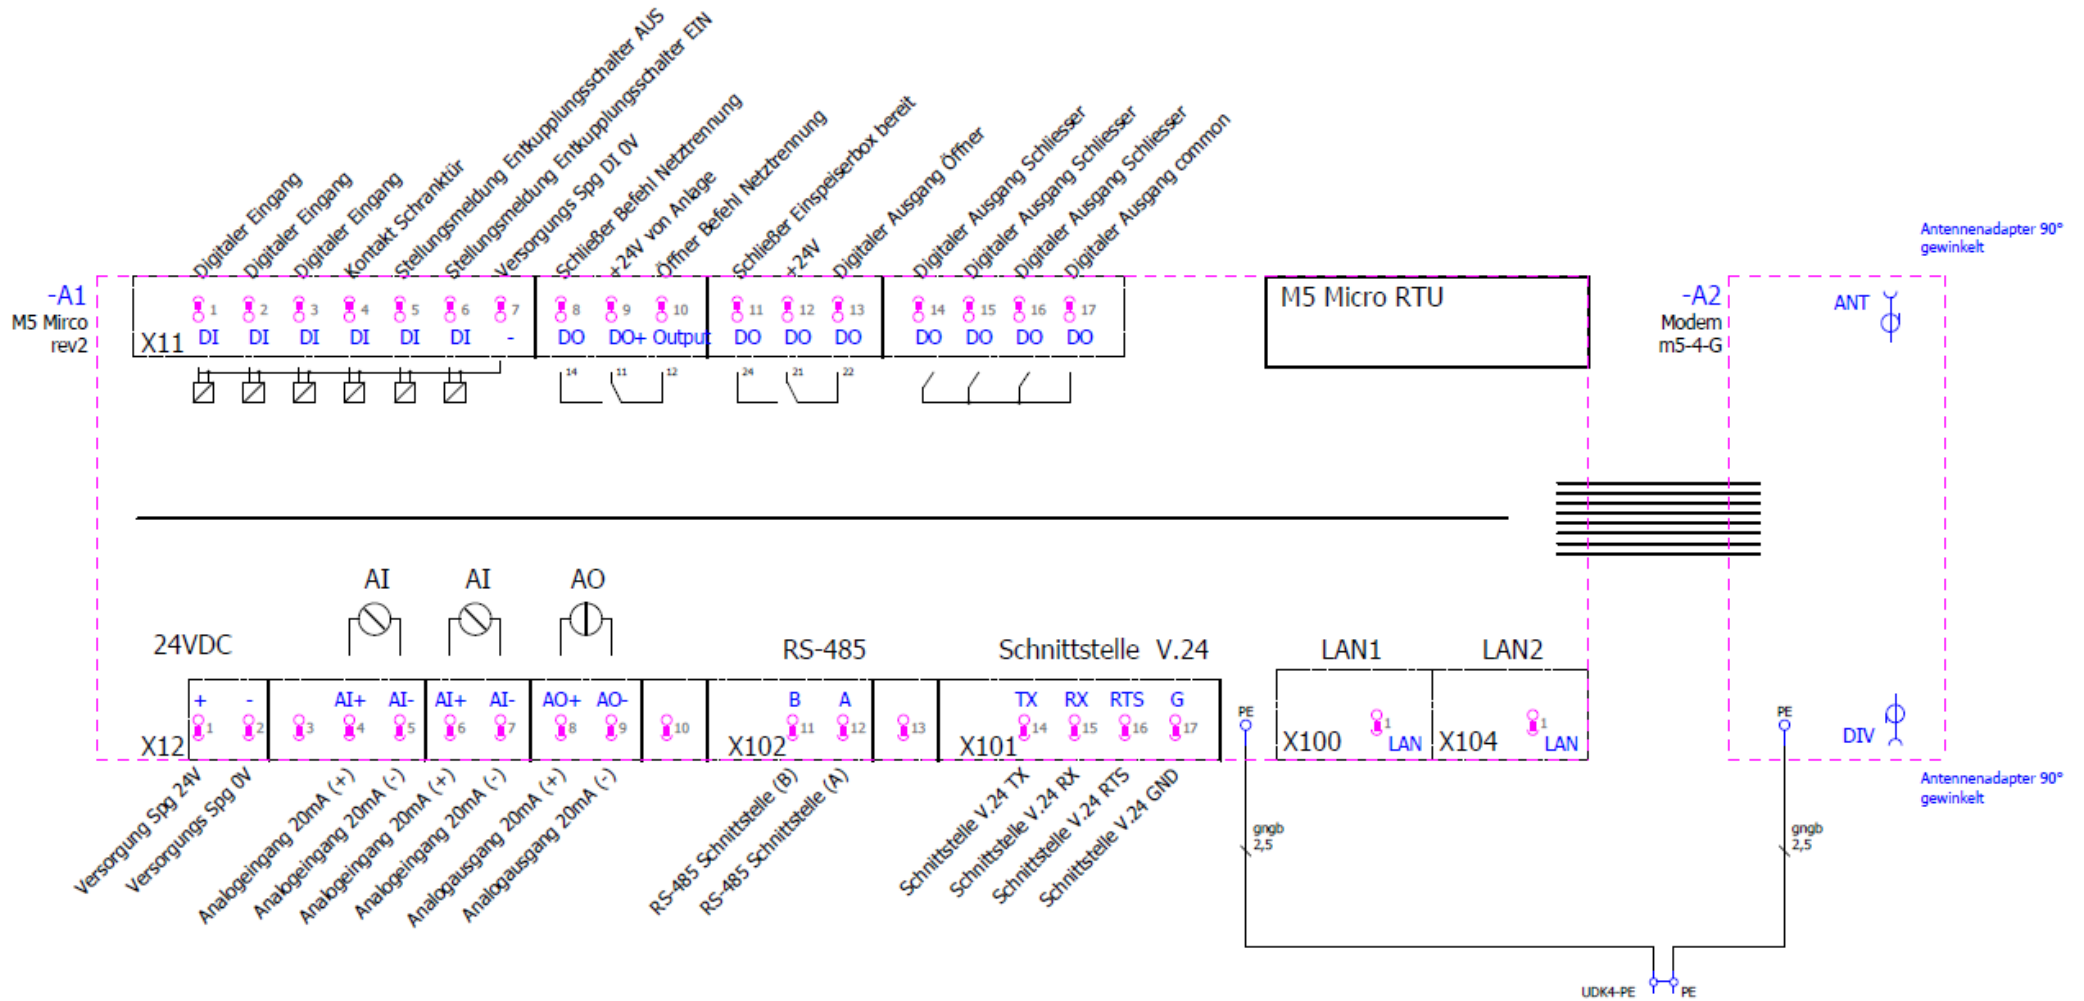 Digitaler Eingang
Digitaler Eingang
Digitaler Eingang
Kontakt Schranktür
Stellungsmeldung Entkupplungsschalter AUS
Stellungsmeldung Entkupplungsschalter EIN
Versorgungs Spg DI 0V
Schließer Befehl Netztrennung
+24V von Anlage
Öffner Befehl Netztrennung
Schließer Einspeiserbox bereit
+24V
Digitaler Ausgang Öffner
Digitaler Ausgang Schliesser
Digitaler Ausgang Schliesser
Digitaler Ausgang Schliesser
Digitaler Ausgang common
Antennenadapter 90°
gewinkelt
-A1
M5 Mirco
rev2
1 2 3 4 5 6 7 8 9 10 11 12 13 14 15 16 17
X11 DI DI DI DI DI DI - DO DO+ Output DO DO DO DO DO DO DO
14 11 12 24 21 22
M5 Micro RTU
-A2
Modem
m5-4-G
ANT
AI AI AO
24VDC
RS-485
Schnittstelle V.24
LAN1
LAN2
+ - AI+ AI- AI+ AI- AO+ AO- B A TX RX RTS G
X12 1 2 3 4 5 6 7 8 9 10 X102 11 12 13 X101 14 15 16 17
PE
X100 1 LAN
X104 1 LAN
PE
DIV
Antennenadapter 90°
gewinkelt
Versorgung Spg 24V
Versorgungs Spg 0V
Analogeingang 20mA (+)
Analogeingang 20mA (-)
Analogeingang 20mA (+)
Analogeingang 20mA (-)
Analogausgang 20mA (+)
Analogausgang 20mA (-)
RS-485 Schnittstelle (B)
RS-485 Schnittstelle (A)
Schnittstelle V.24 TX
Schnittstelle V.24 RX
Schnittstelle V.24 RTS
Schnittstelle V.24 GND
gngb
2,5
gngb
2,5
UDK4-PE PE